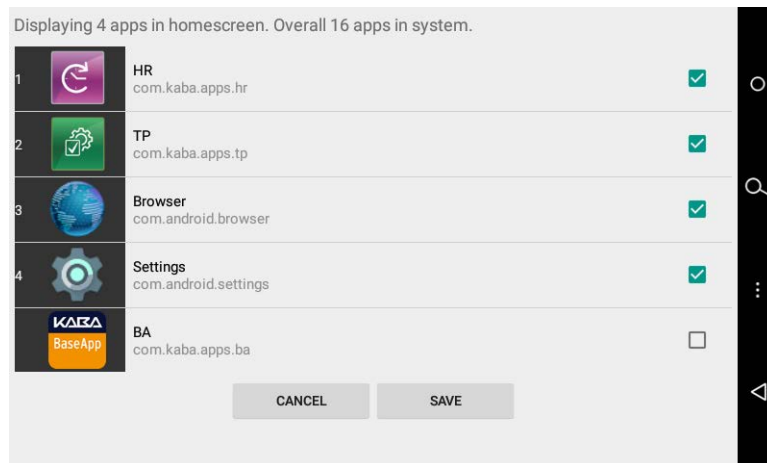 Displaying 4 apps in homescreen. Overall 16 apps in system.
1
HR
com.kaba.apps.hr
2
TP
com.kaba.apps.tp
3
Browser
com.android.browser
4
Settings
com.android.settings
KABA
BaseApp
BA
com.kaba.apps.ba
CANCEL SAVE